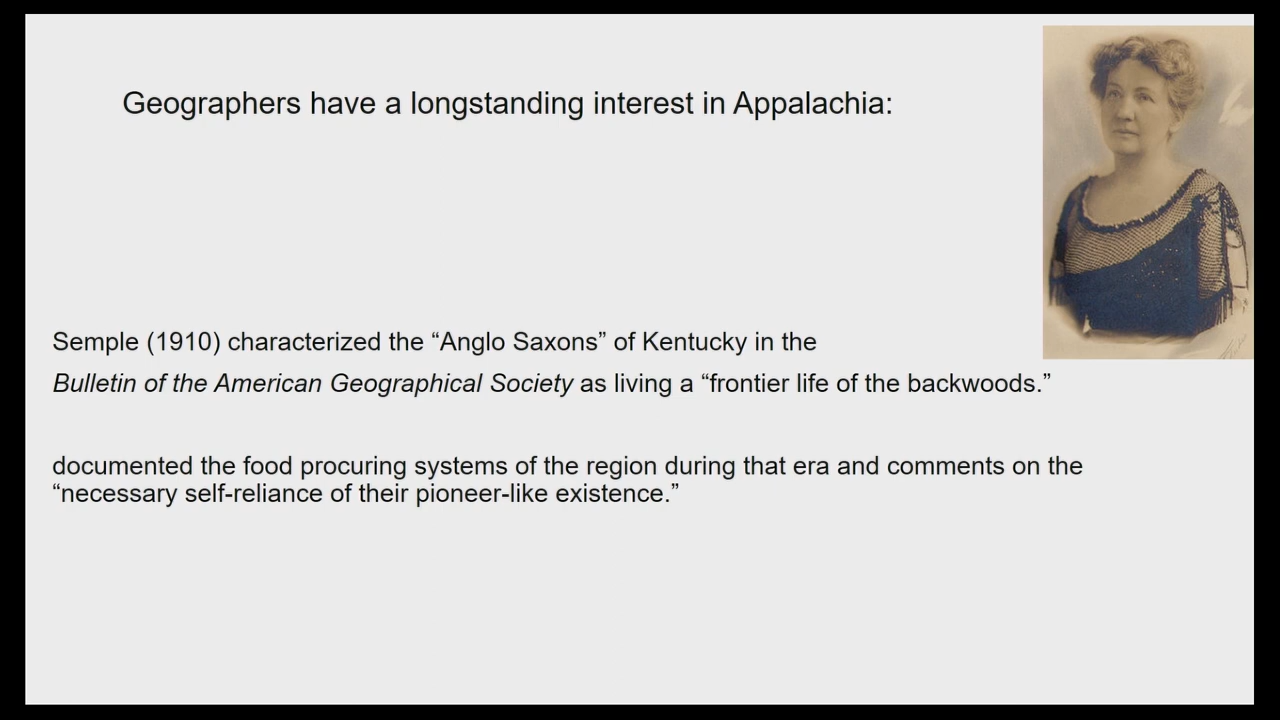 Geographers have a longstanding interest in Appalachia:
Semple (1910) characterized the “Anglo Saxons” of Kentucky in the
Bulletin of the American Geographical Society as living a “frontier life of the backwoods.”
documented the food procuring systems of the region during that era and comments on the
“necessary self-reliance of their pioneer-like existence.”